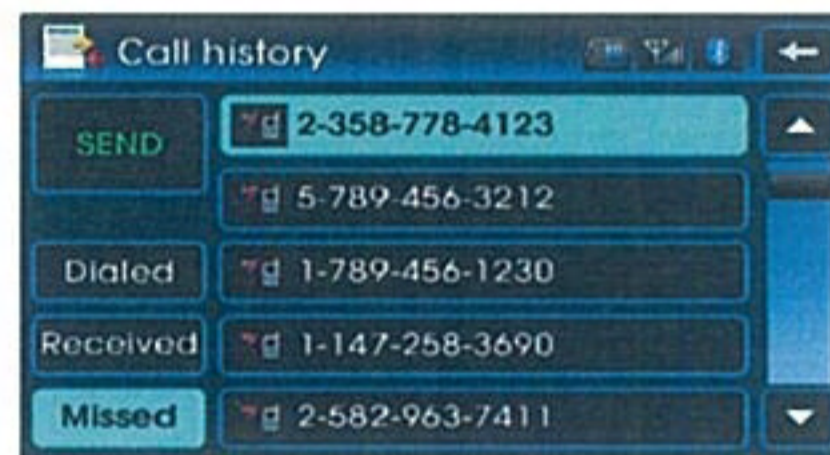 Call history
SEND
2-358-778-4123
5-789-456-3212
Dialed
1-789-456-1230
Received
1-147-258-3690
Missed
2-582-963-7411